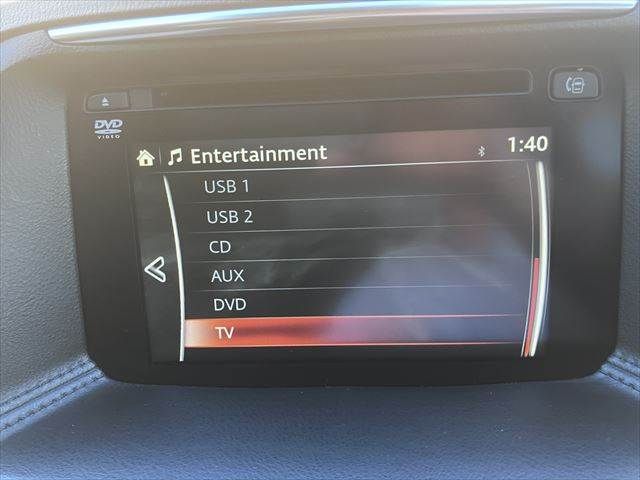 DVD
VIDEO
Entertainment 1:40
USB 1
USB 2
CD
AUX
DVD
TV